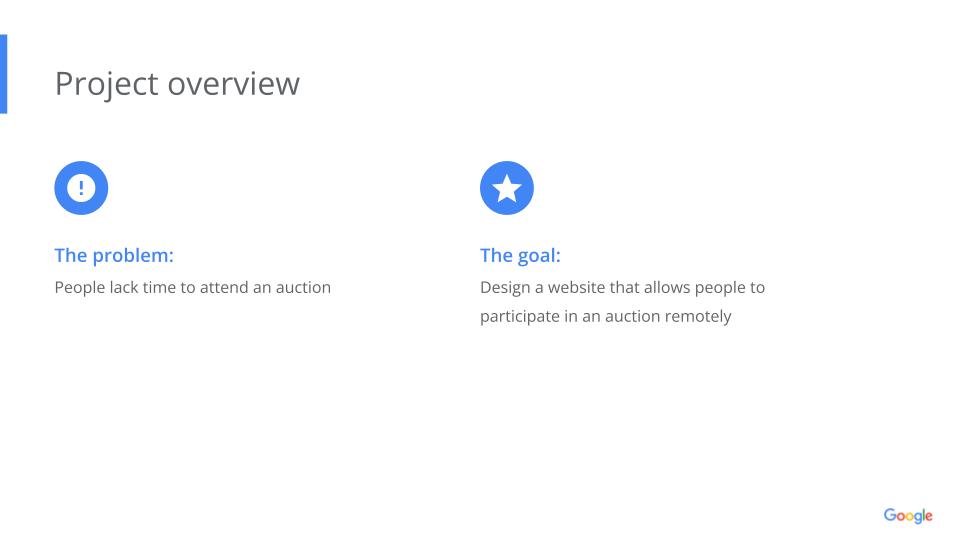 Project overview
The problem:
People lack time to attend an auction
The goal:
Design a website that allows people to
participate in an auction remotely
Google